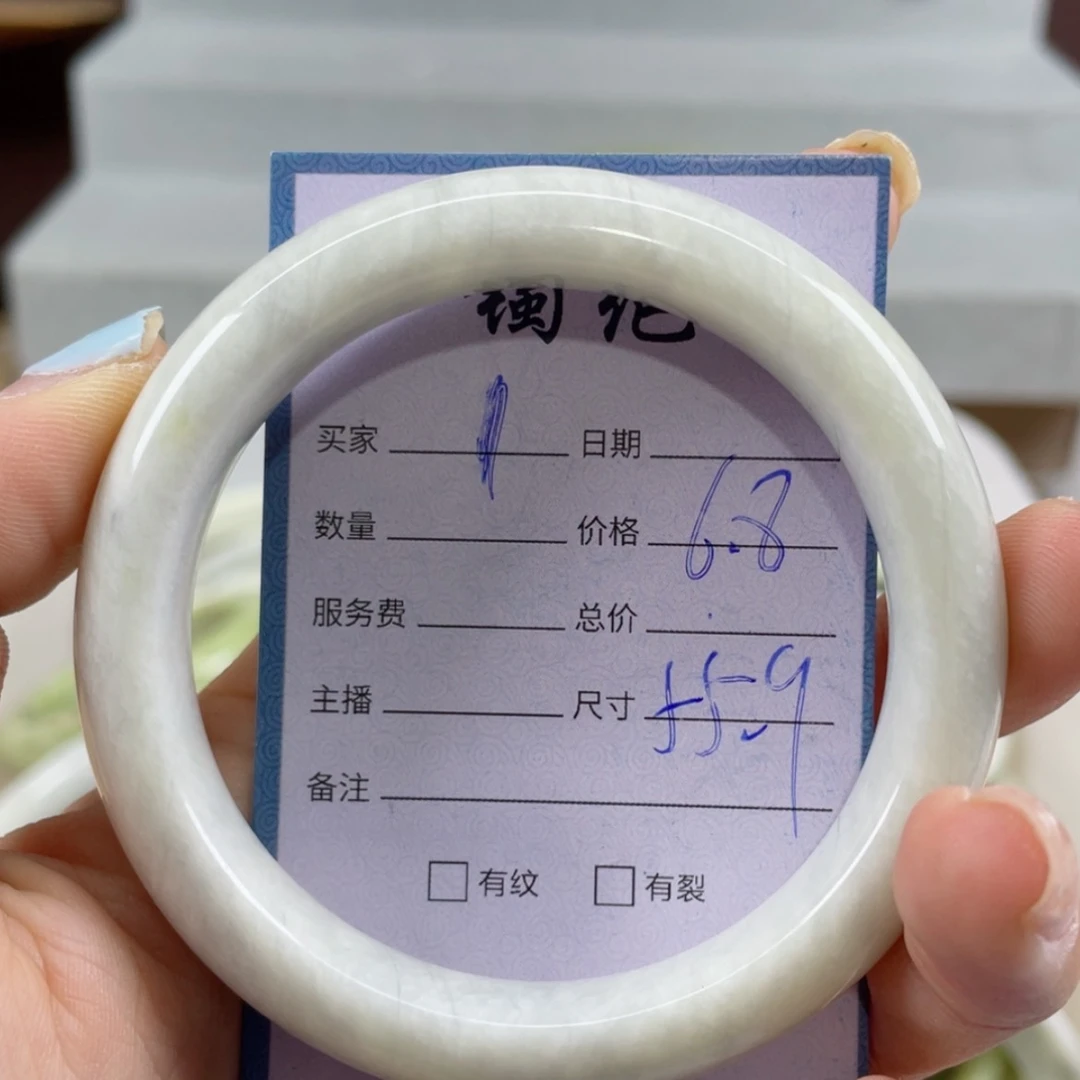 买家 1 日期
数量 价格 6.8
服务费 总价
主播 尺寸 55.9
备注
□ 有纹 □ 有裂